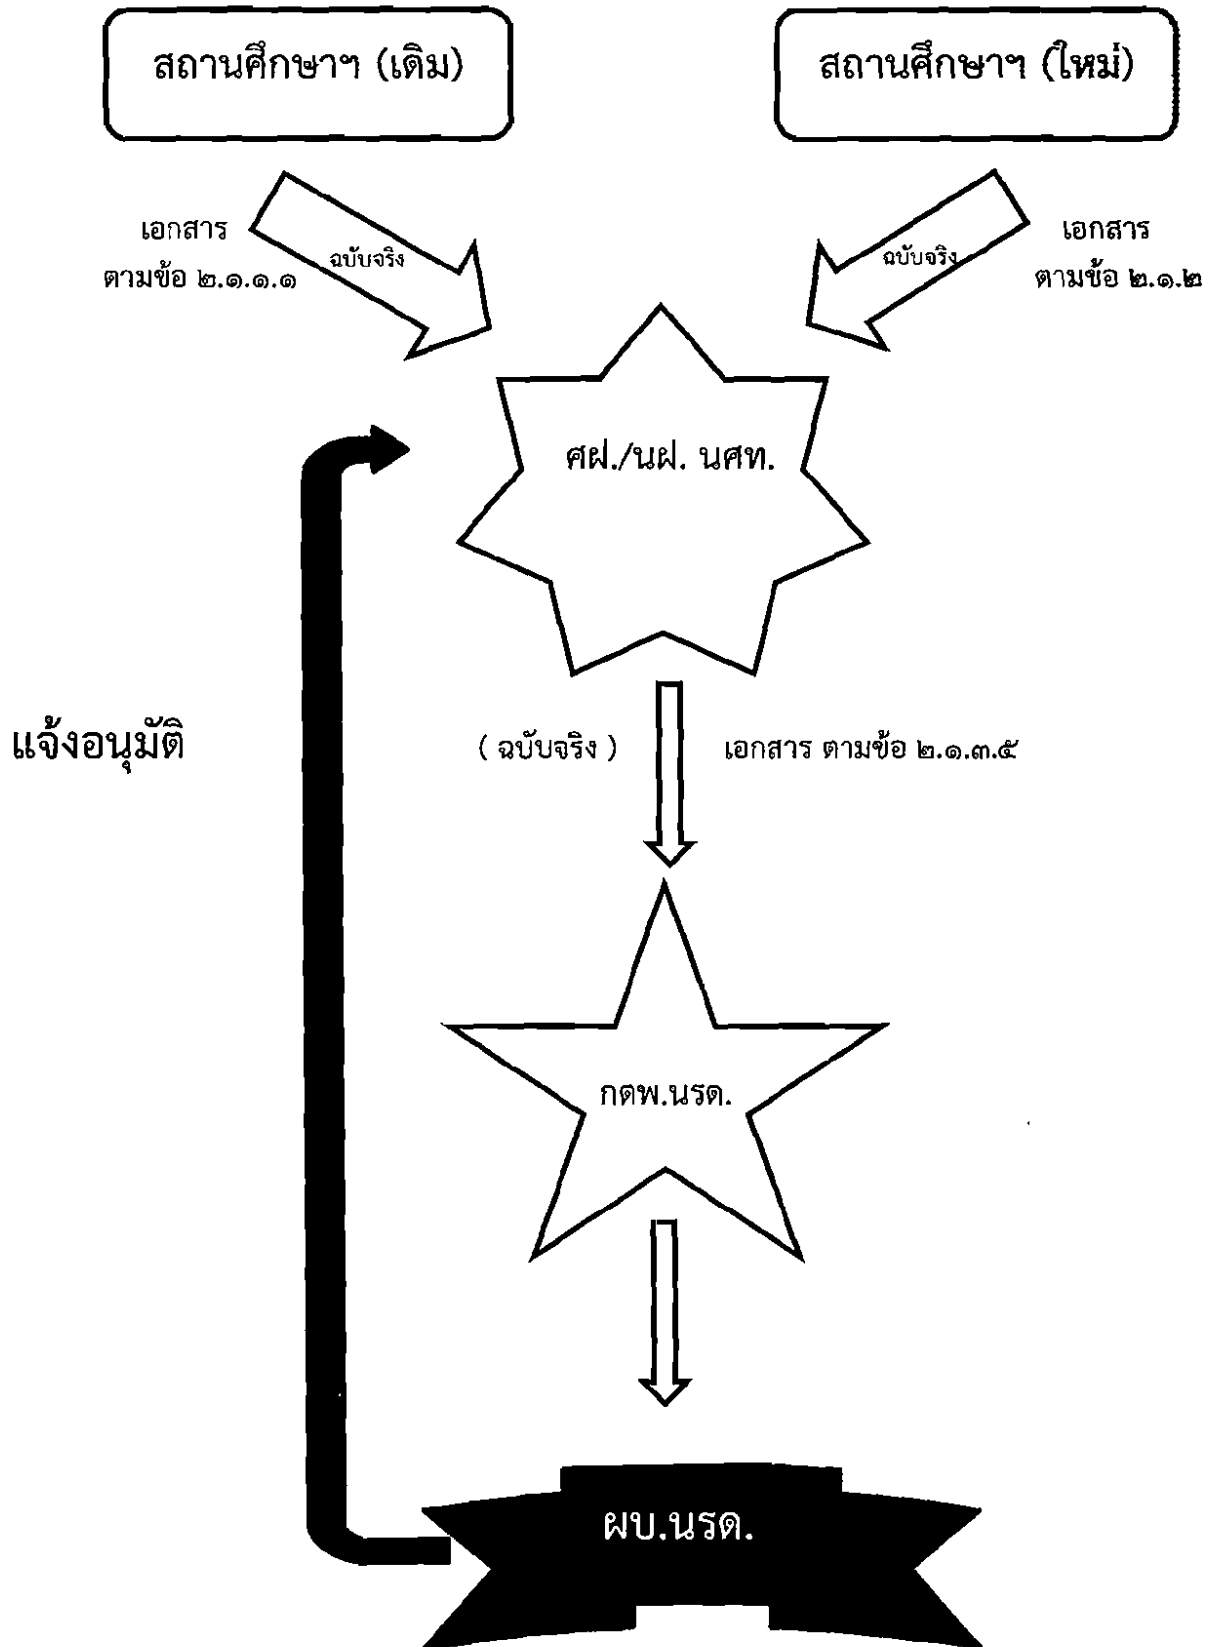 สถานศึกษาฯ (เดิม)
สถานศึกษาฯ (ใหม่)
เอกสาร
ตามข้อ ๒.๑.๑.๑
ฉบับจริง
ฉบับจริง
เอกสาร
ตามข้อ ๒.๑.๒
ศฝ./นฝ. นศท.
แจ้งอนุมัติ
( ฉบับจริง )
เอกสาร ตามข้อ ๒.๑.๓.๕
กตพ.นรด.
ผบ.นรด.